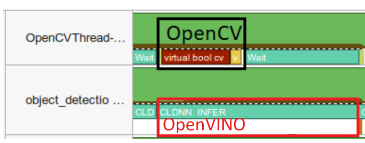 OpenCV
OpenCVThread-...
Wait virtual bool cv v Wait
object_detectio ...
CLD CLDNN_INFER
OpenVINO